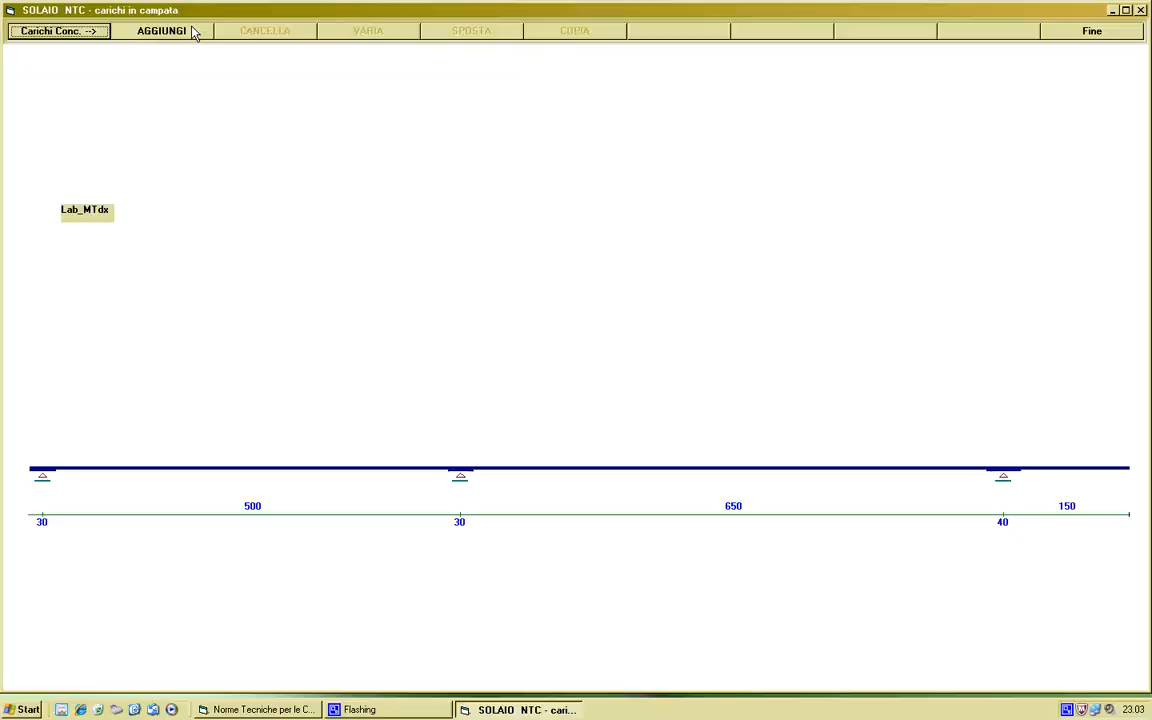 SOLAIO NTC - carichi in campata
Carichi Conc. --> AGGIUNGI CANCELLA VARIA SPOSTA COPIA Fine
Lab_MTdx
500 650 150
30 30 40
Start Norme Tecniche per le C... Flashing SOLAIO NTC - cari... 23.03